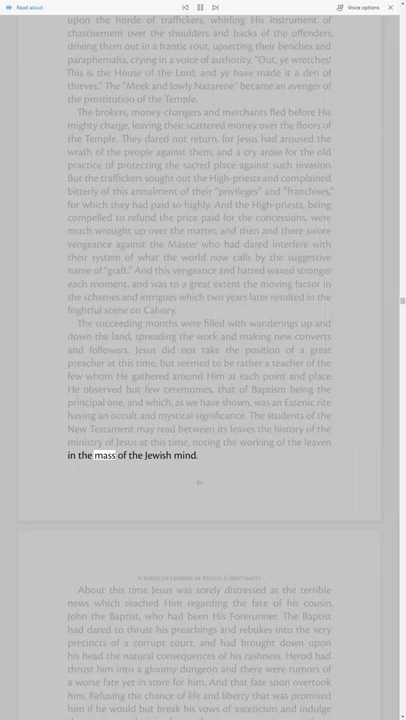 Read aloud
Voice options
upon the horde of traffickers, whirling His instrument of
chastisement over the shoulders and backs of the offenders,
driving them out in a frantic rout, upsetting their benches and
paraphernalia, crying in a voice of authority, "Out, ye wretches!
This is the House of the Lord, and ye have made it a den of
thieves." The "Meek and lowly Nazarene" became an avenger of
the prostitution of the Temple.
The brokers, money-changers and merchants fled before His
mighty charge, leaving their scattered money over the floors of
the Temple. They dared not return, for Jesus had aroused the
wrath of the people against them, and a cry arose for the old
practice of protecting the sacred place against such invasion.
But the traffickers sought out the High-priests and complained
bitterly of this annulment of their "privileges" and "franchises,"
for which they had paid so highly. And the High-priests, being
compelled to refund the price paid for the concessions, were
much wrought up over the matter, and then and there swore
vengeance against the Master who had dared interfere with
their system of what the world now calls by the suggestive
name of "graft." And this vengeance and hatred waxed stronger
each moment, and was to a great extent the moving factor in
the schemes and intrigues which two years later resulted in the
frightful scene on Calvary.
The succeeding months were filled with wanderings up and
down the land, spreading the work and making new converts
and followers. Jesus did not take the position of a great
preacher at this time, but seemed to be rather a teacher of the
few whom He gathered around Him at each point and place.
He observed but few ceremonies, that of Baptism being the
principal one, and which, as we have shown, was an Essenic rite
having an occult and mystical significance. The students of the
New Testament may read between its leaves the history of the
ministry of Jesus at this time, noting the working of the leaven
in the mass of the Jewish mind.
A Series of Lessons in Mystic Christianity
About this time Jesus was sorely distressed at the terrible
news which reached Him regarding the fate of his cousin,
John the Baptist, who had been His Forerunner. The Baptist
had dared to thrust his preachings and rebukes into the very
precincts of a corrupt court, and had brought down upon
his head the natural consequences of his rashness. Herod had
thrust him into a gloomy dungeon and there were rumors of
a worse fate yet in store for him. And that fate soon overtook
him. Refusing the chance of life and liberty that was promised
him if he would but break his vows of asceticism and indulge